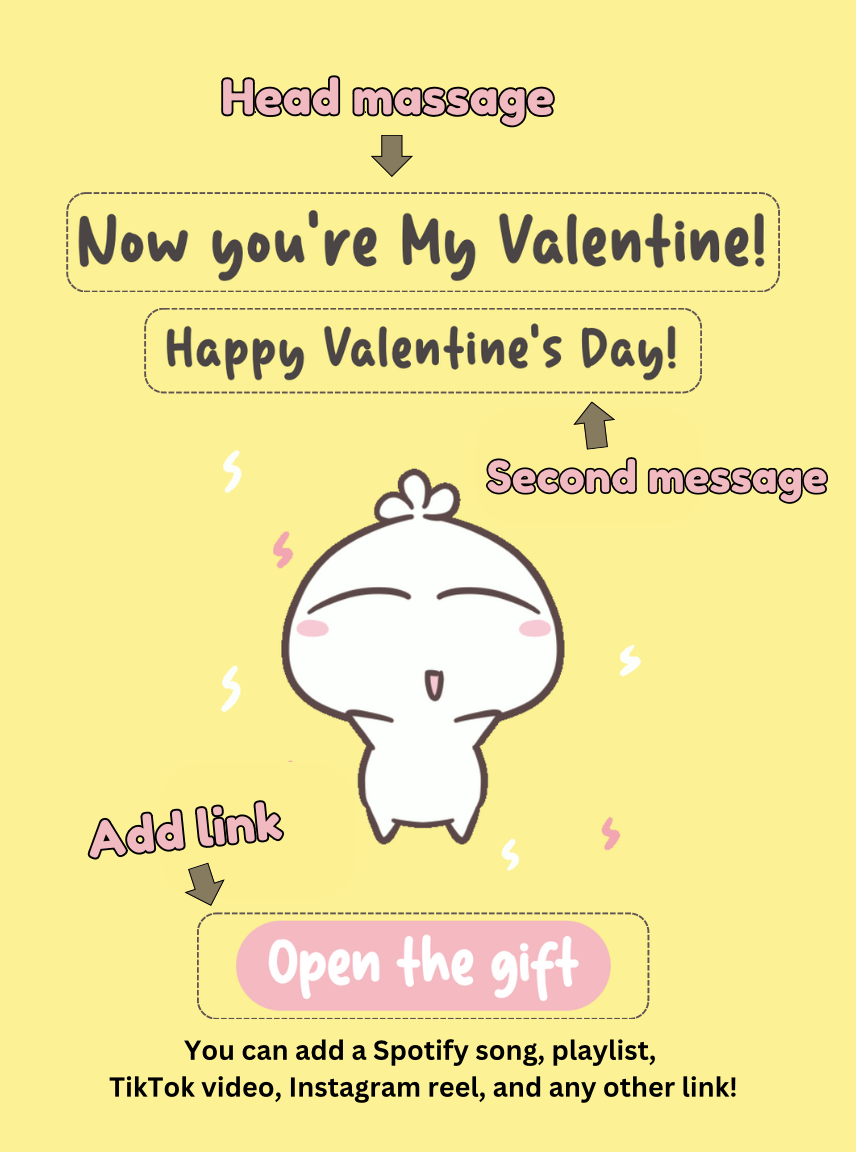 Head massage
Now you're My Valentine!
Happy Valentine's Day!
Second message
Add link
Open the gift
You can add a Spotify song, playlist,
TikTok video, Instagram reel, and any other link!